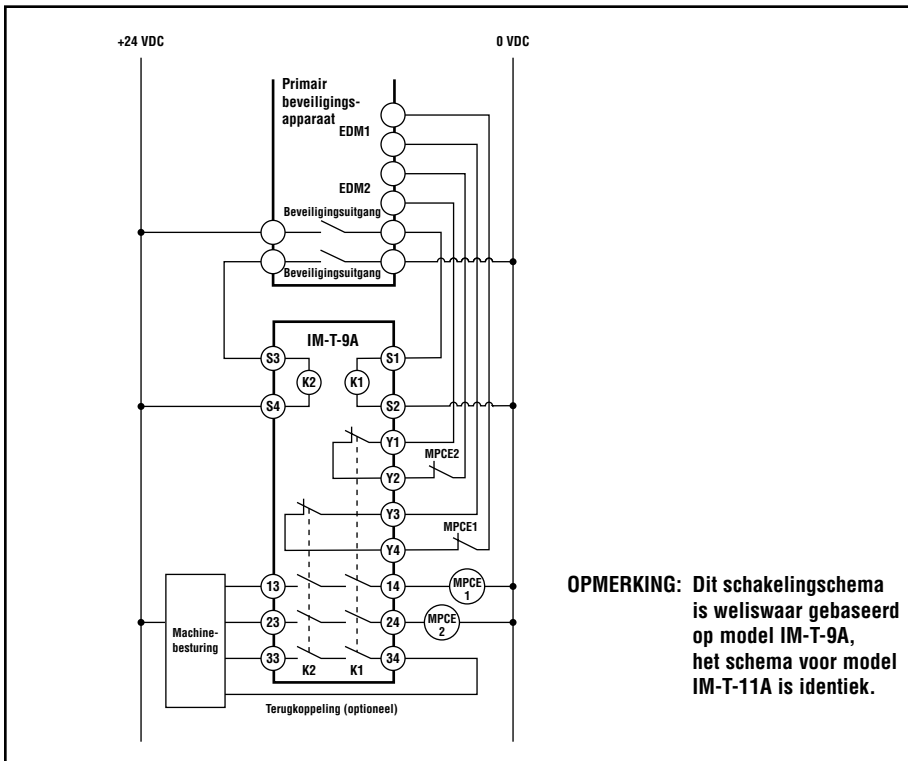 +24 VDC
0 VDC
Primair
beveiligings-
apparaat
EDM1
EDM2
Beveiligingsuitgang
Beveiligingsuitgang
IM-T-9A
S3
S1
K2
K1
S4
S2
Y1
MPCE2
Y2
Y3
MPCE1
Y4
13
14
MPCE
1
23
24
MPCE
2
Machine-
besturing
33
K2
K1
34
Terugkoppeling (optioneel)
OPMERKING: Dit schakelingschema
is weliswaar gebaseerd
op model IM-T-9A,
het schema voor model
IM-T-11A is identiek.